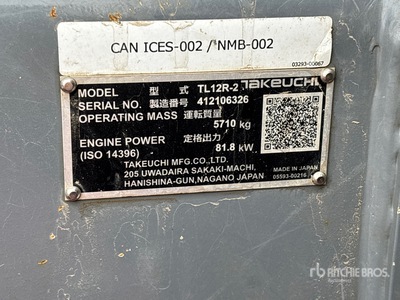 CAN ICES-002 / NMB-002
03293-00067
MODEL 型 式 TL12R-2 TAKEUCHI
SERIAL NO. 製造番号 412106326
OPERATING MASS 運転質量
5710 kg
ENGINE POWER 定格出力
(ISO 14396) 81.8 kW
TAKEUCHI MFG.CO.,LTD.
205 UWADAIRA SAKAKI-MACHI,
HANISHINA-GUN,NAGANO JAPAN
MADE IN JAPAN
05593-00216
rb RITCHIE BROS.